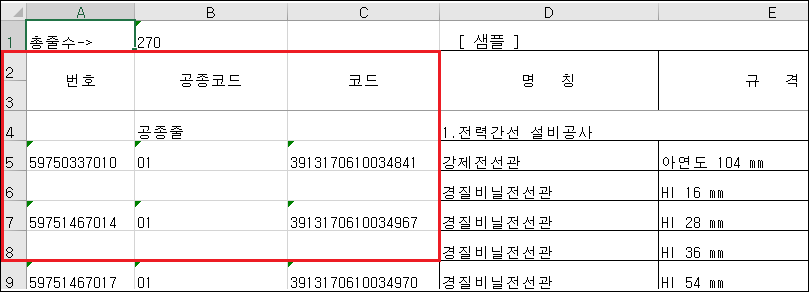 A B C D E
1 총줄수-> 270 [ 샘플 ]
2 번호 공종코드 코드 명 칭 규 격
3
4 공종줄 1.전력간선 설비공사
5 59750337010 01 3913170610034841 강제전선관 아연도 104 mm
6 경질비닐전선관 HI 16 mm
7 59751467014 01 3913170610034967 경질비닐전선관 HI 28 mm
8 경질비닐전선관 HI 36 mm
9 59751467017 01 3913170610034970 경질비닐전선관 HI 54 mm